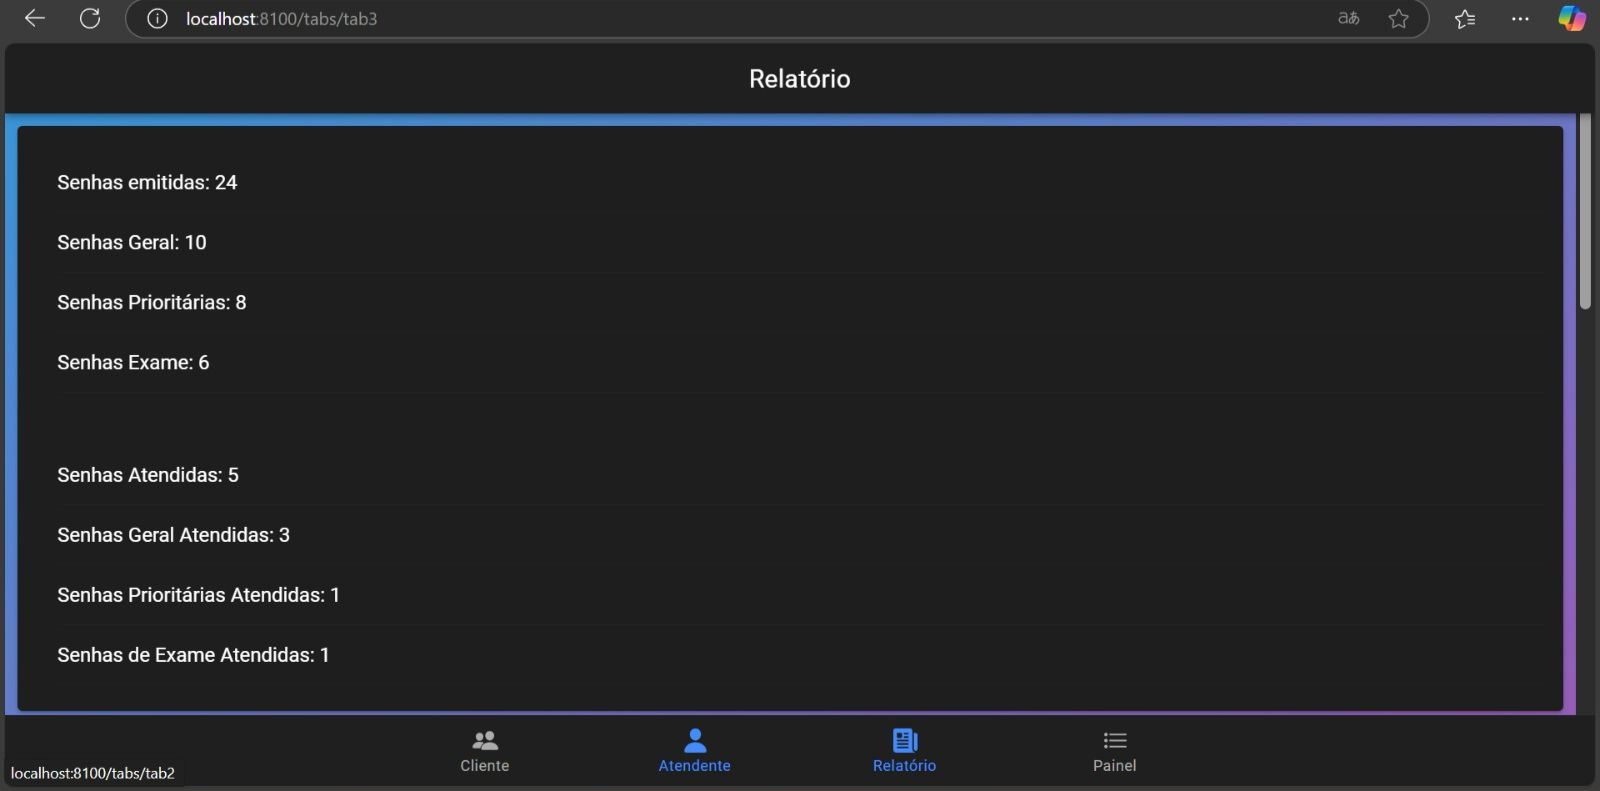 localhost:8100/tabs/tab3
aあ
Relatório
Senhas emitidas: 24
Senhas Geral: 10
Senhas Prioritárias: 8
Senhas Exame: 6
Senhas Atendidas: 5
Senhas Geral Atendidas: 3
Senhas Prioritárias Atendidas: 1
Senhas de Exame Atendidas: 1
Cliente
Atendente
Relatório
Painel
localhost:8100/tabs/tab2